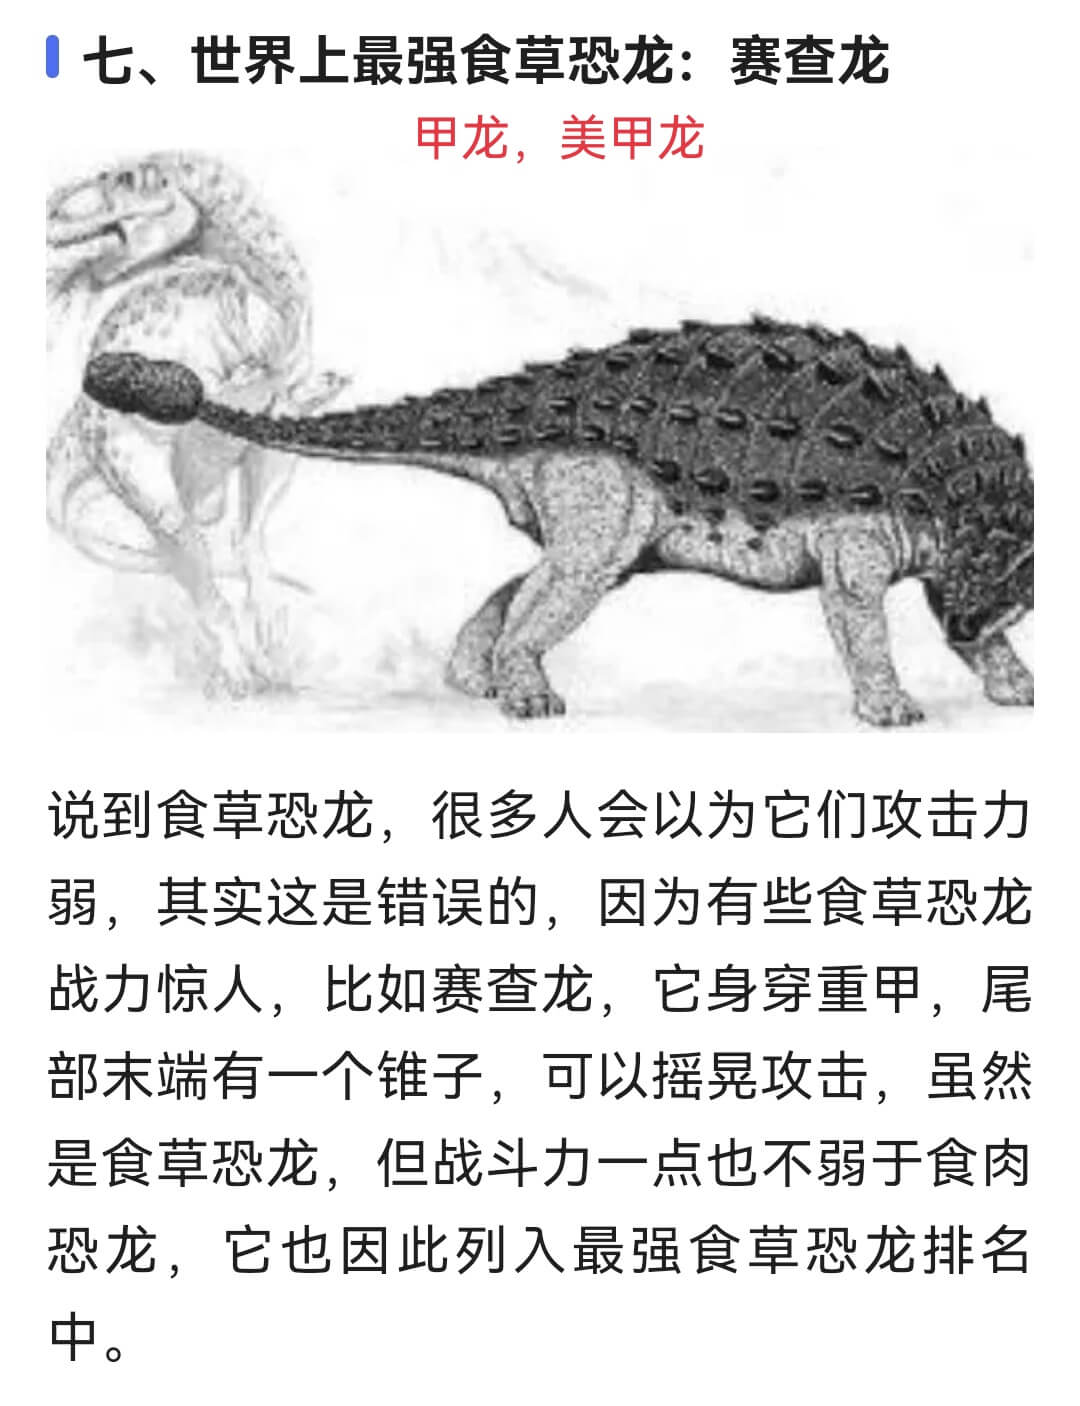 七、世界上最强食草恐龙：赛查龙
甲龙，美甲龙
说到食草恐龙，很多人会以为它们攻击力
弱，其实这是错误的，因为有些食草恐龙
战力惊人，比如赛查龙，它身穿重甲，尾
部末端有一个锥子，可以摇晃攻击，虽然
是食草恐龙，但战斗力一点也不弱于食肉
恐龙，它也因此列入最强食草恐龙排名
中。